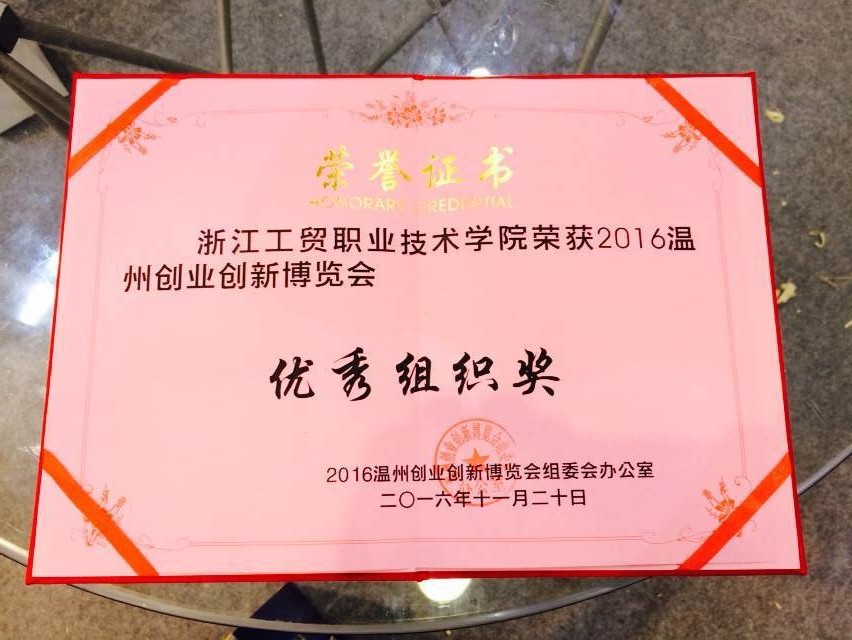 荣誉证书
HONORARY CREDENTIAL
浙江工贸职业技术学院荣获2016温
州创业创新博览会
优秀组织奖
2016温州创业创新博览会组委会办公室
二〇一六年十一月二十日